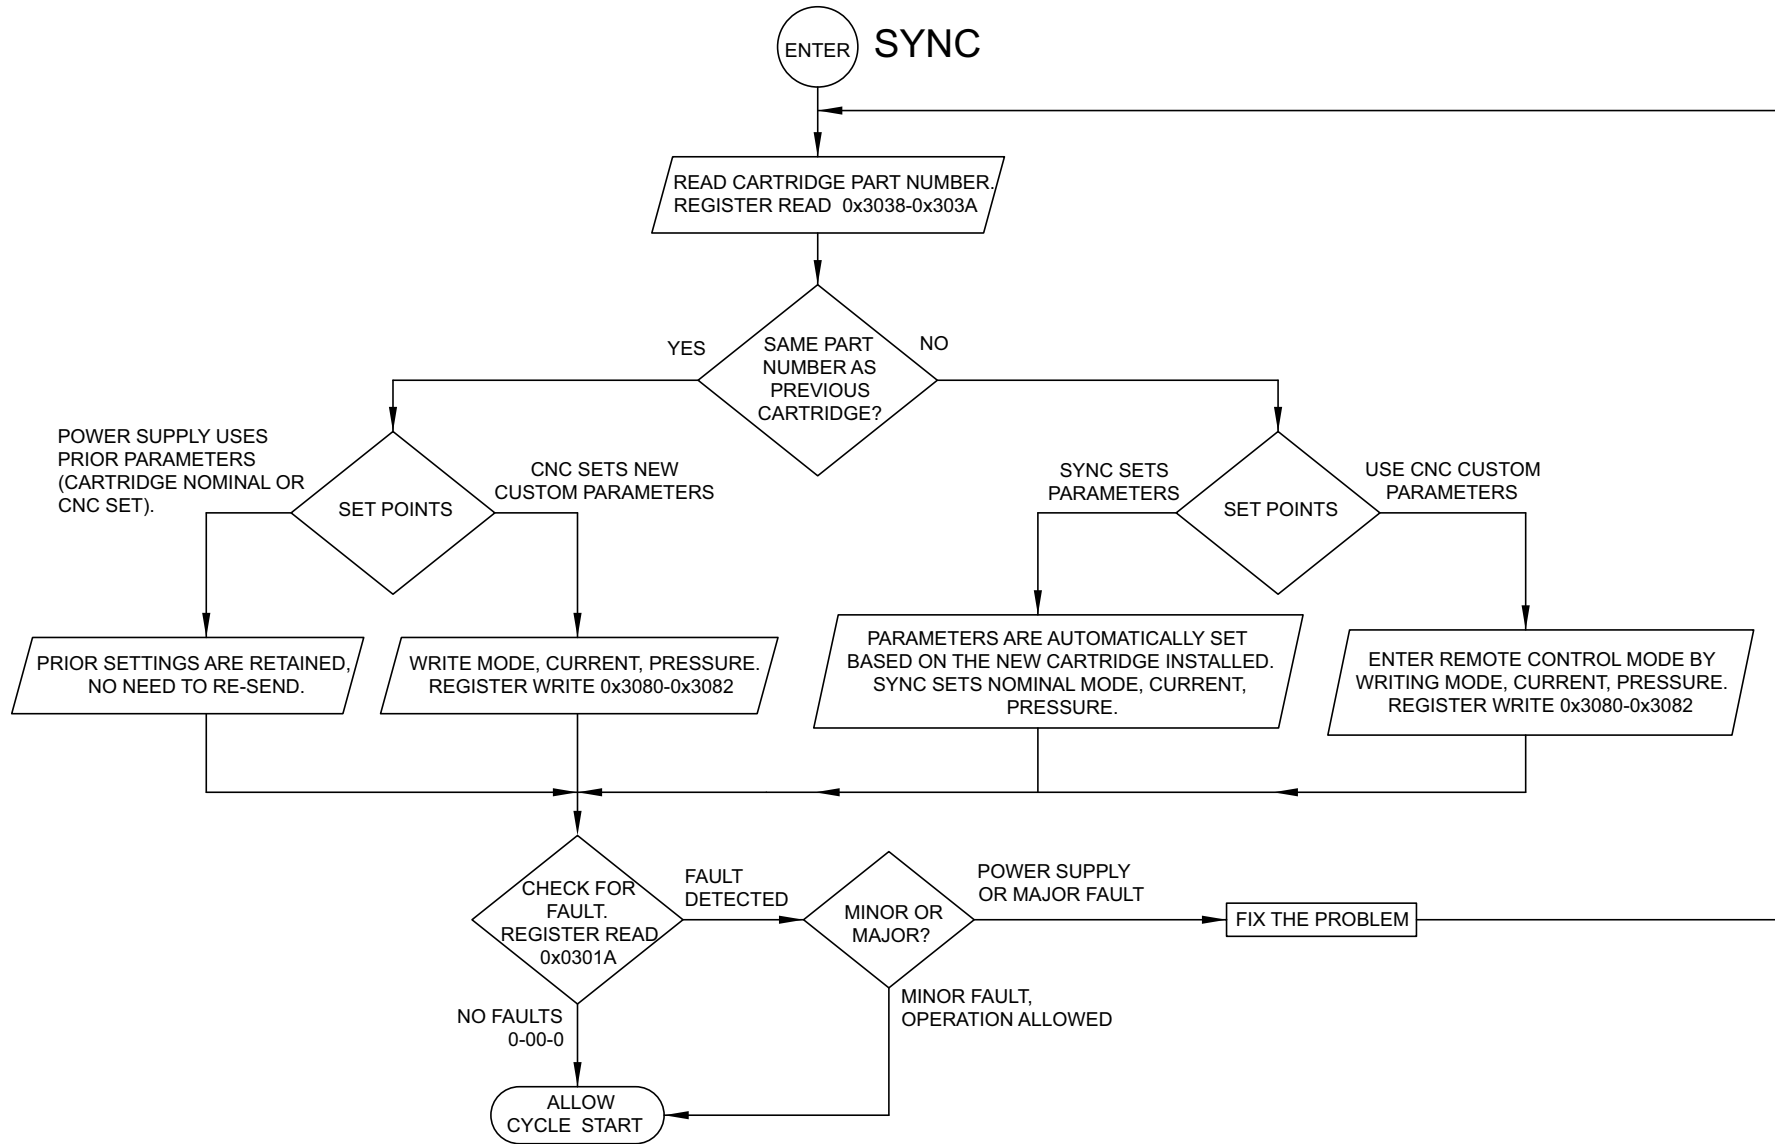 ENTER
SYNC
READ CARTRIDGE PART NUMBER.
REGISTER READ 0x3038-0x303A
YES
SAME PART
NUMBER AS
PREVIOUS
CARTRIDGE?
NO
POWER SUPPLY USES
PRIOR PARAMETERS
(CARTRIDGE NOMINAL OR
CNC SET).
SET POINTS
CNC SETS NEW
CUSTOM PARAMETERS
SYNC SETS
PARAMETERS
SET POINTS
USE CNC CUSTOM
PARAMETERS
PRIOR SETTINGS ARE RETAINED,
NO NEED TO RE-SEND.
WRITE MODE, CURRENT, PRESSURE.
REGISTER WRITE 0x3080-0x3082
PARAMETERS ARE AUTOMATICALLY SET
BASED ON THE NEW CARTRIDGE INSTALLED.
SYNC SETS NOMINAL MODE, CURRENT,
PRESSURE.
ENTER REMOTE CONTROL MODE BY
WRITING MODE, CURRENT, PRESSURE.
REGISTER WRITE 0x3080-0x3082
CHECK FOR
FAULT.
REGISTER READ
0x0301A
FAULT
DETECTED
MINOR OR
MAJOR?
POWER SUPPLY
OR MAJOR FAULT
FIX THE PROBLEM
NO FAULTS
0-00-0
MINOR FAULT,
OPERATION ALLOWED
ALLOW
CYCLE START